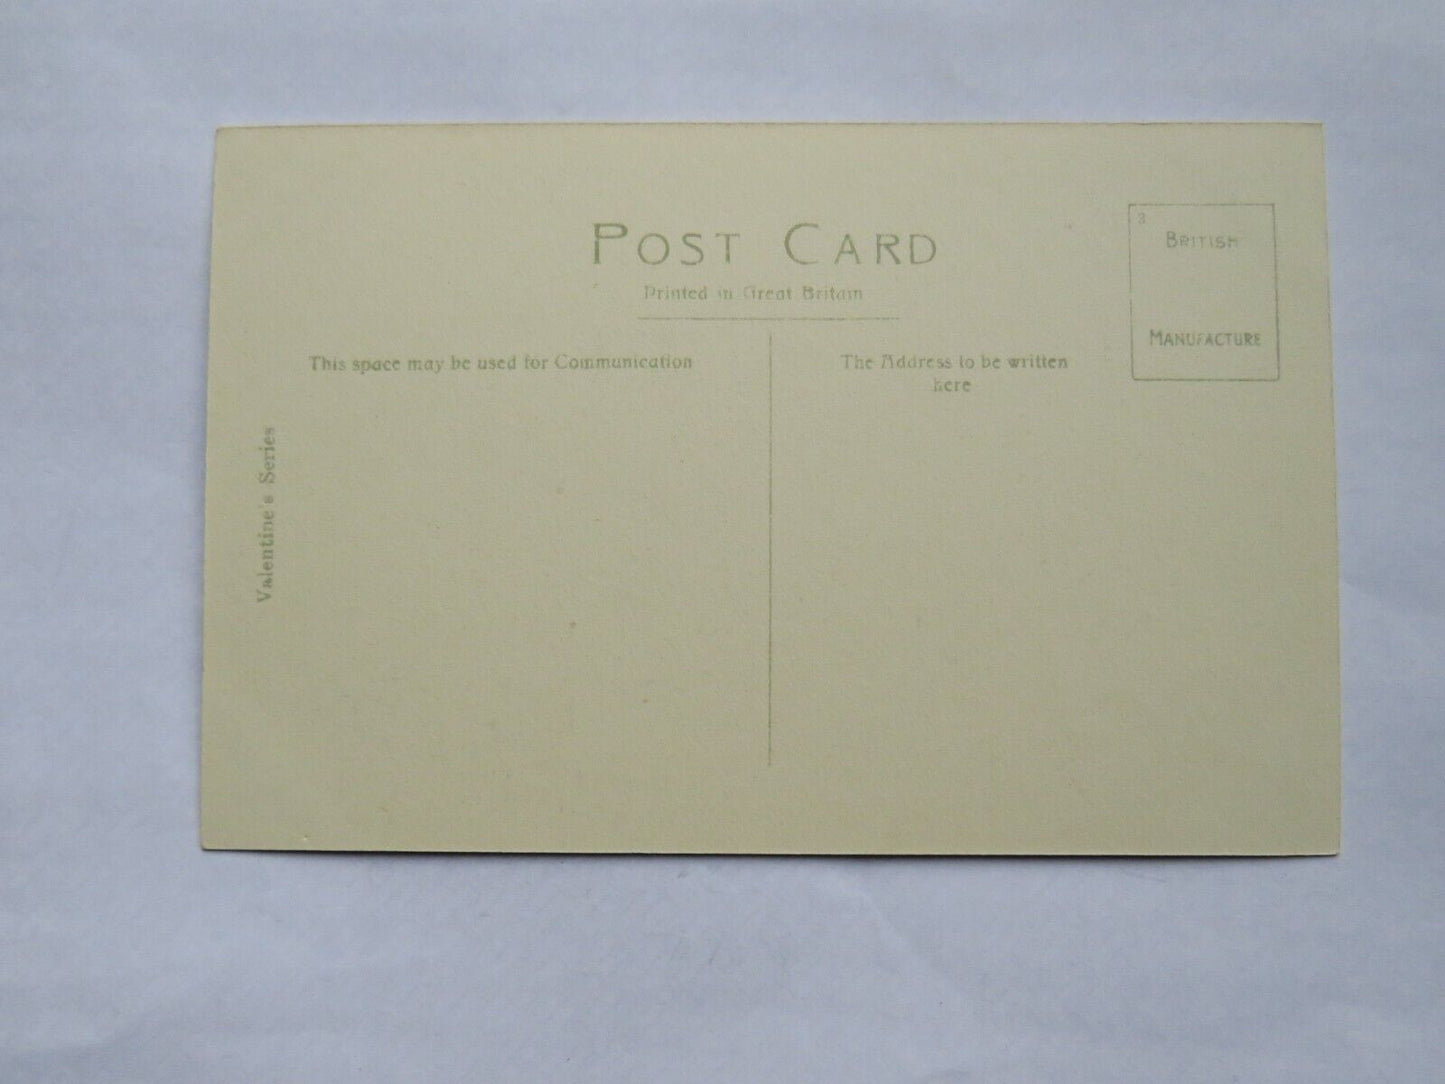 POST CARD
Printed in Great Britain
3
BRITISH
MANUFACTURE
This space may be used for Communication
The Address to be written
here
Valentine's Series